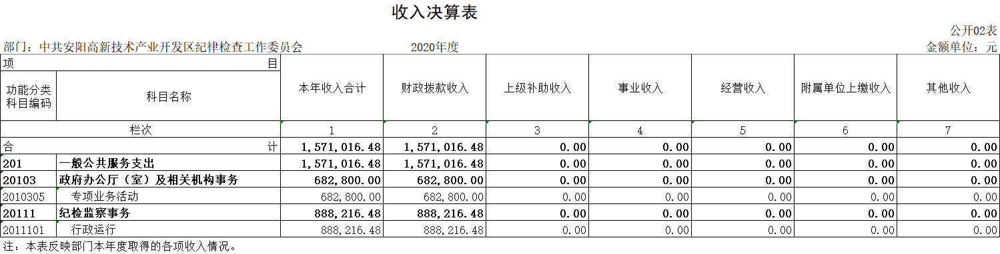 收入决算表
公开02表
部门：中共安阳高新技术产业开发区纪律检查工作委员会 2020年度 金额单位：元
项 目 本年收入合计 财政拨款收入 上级补助收入 事业收入 经营收入 附属单位上缴收入 其他收入
功能分类科目编码 科目名称
栏次 1 2 3 4 5 6 7
合 计 1,571,016.48 1,571,016.48 0.00 0.00 0.00 0.00 0.00
201 一般公共服务支出 1,571,016.48 1,571,016.48 0.00 0.00 0.00 0.00 0.00
20103 政府办公厅（室）及相关机构事务 682,800.00 682,800.00 0.00 0.00 0.00 0.00 0.00
2010305 专项业务活动 682,800.00 682,800.00 0.00 0.00 0.00 0.00 0.00
20111 纪检监察事务 888,216.48 888,216.48 0.00 0.00 0.00 0.00 0.00
2011101 行政运行 888,216.48 888,216.48 0.00 0.00 0.00 0.00 0.00
注：本表反映部门本年度取得的各项收入情况。